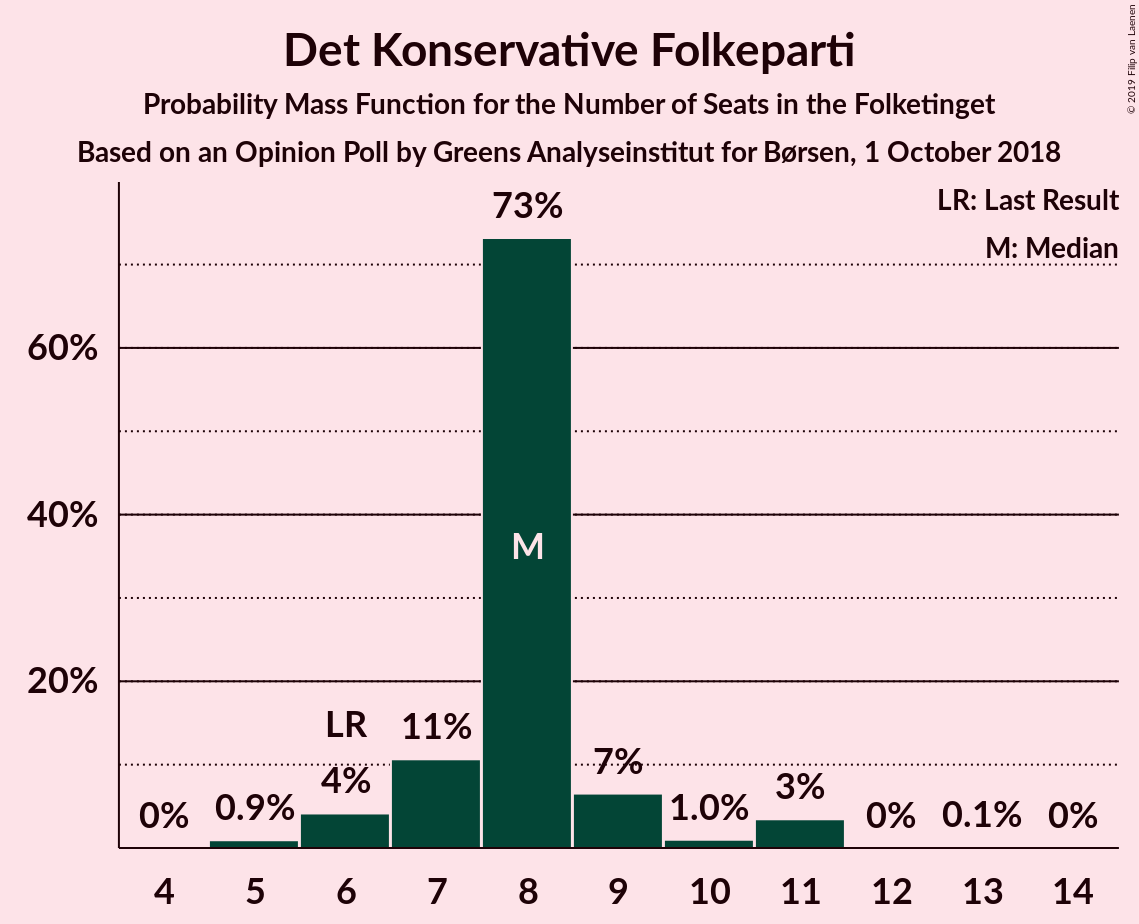 Det Konservative Folkeparti
Probability Mass Function for the Number of Seats in the Folketinget
Based on an Opinion Poll by Greens Analyseinstitut for Børsen, 1 October 2018
© 2019 Filip van Laenen
LR: Last Result
M: Median
73%
60%
40%
20%
M
LR
0%
0.9%
4%
11%
7%
1.0%
3%
0%
0.1%
0%
4 5 6 7 8 9 10 11 12 13 14